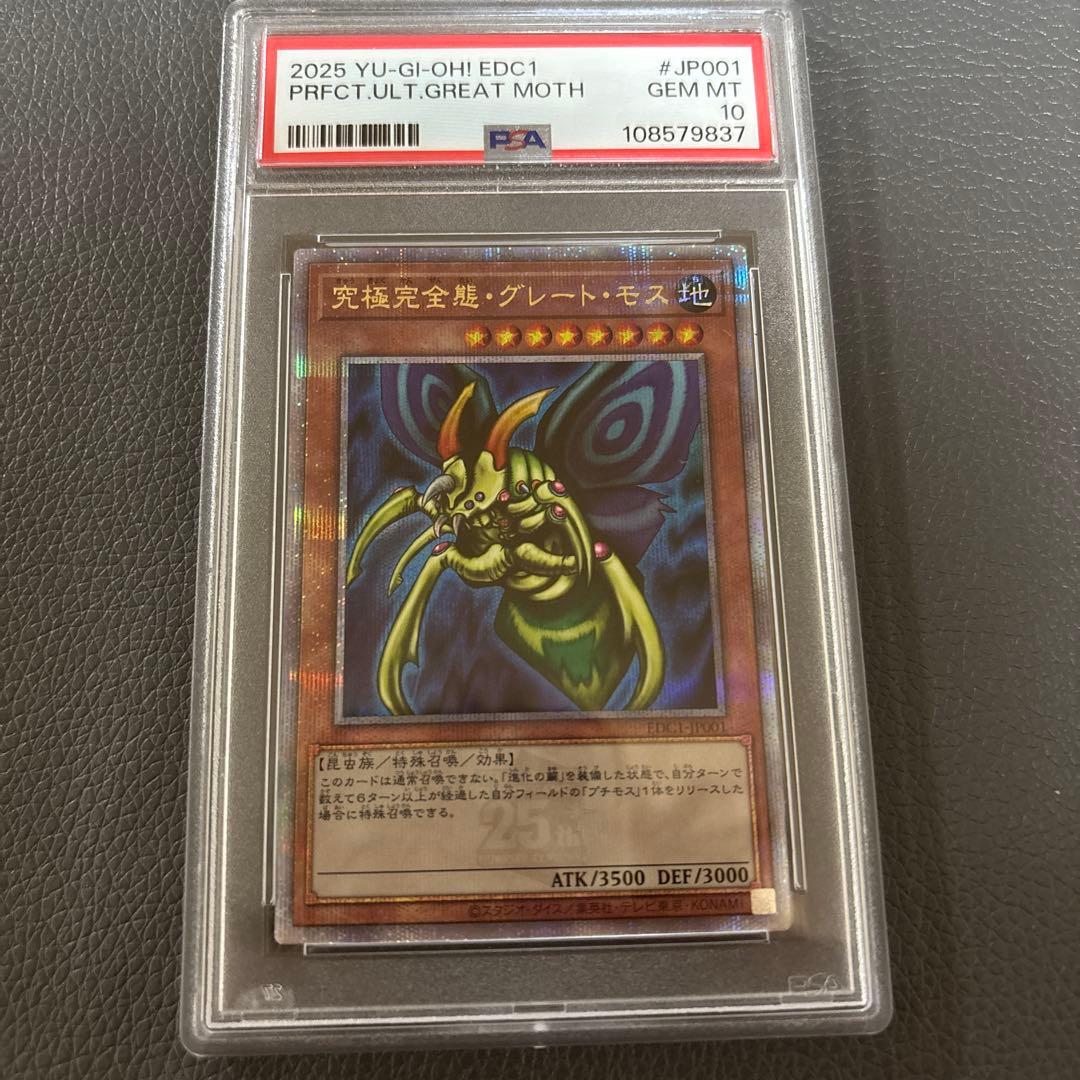 2025 YU-GI-OH! EDC1 #JP001
PRFCT.ULT.GREAT MOTH GEM MT
10
PSA 108579837
究極完全態・グレート・モス 地
EDC1-JP001
【昆虫族／特殊召喚／効果】
このカードは通常召喚できない。「進化の繭」を装備した状態で、自分ターンで
数えて6ターン以上が経過した自分フィールドの「プチモス」1体をリリースした
場合に特殊召喚できる。
25th
ATK/3500 DEF/3000
©スタジオ・ダイス／集英社・テレビ東京・KONAMI
PSA